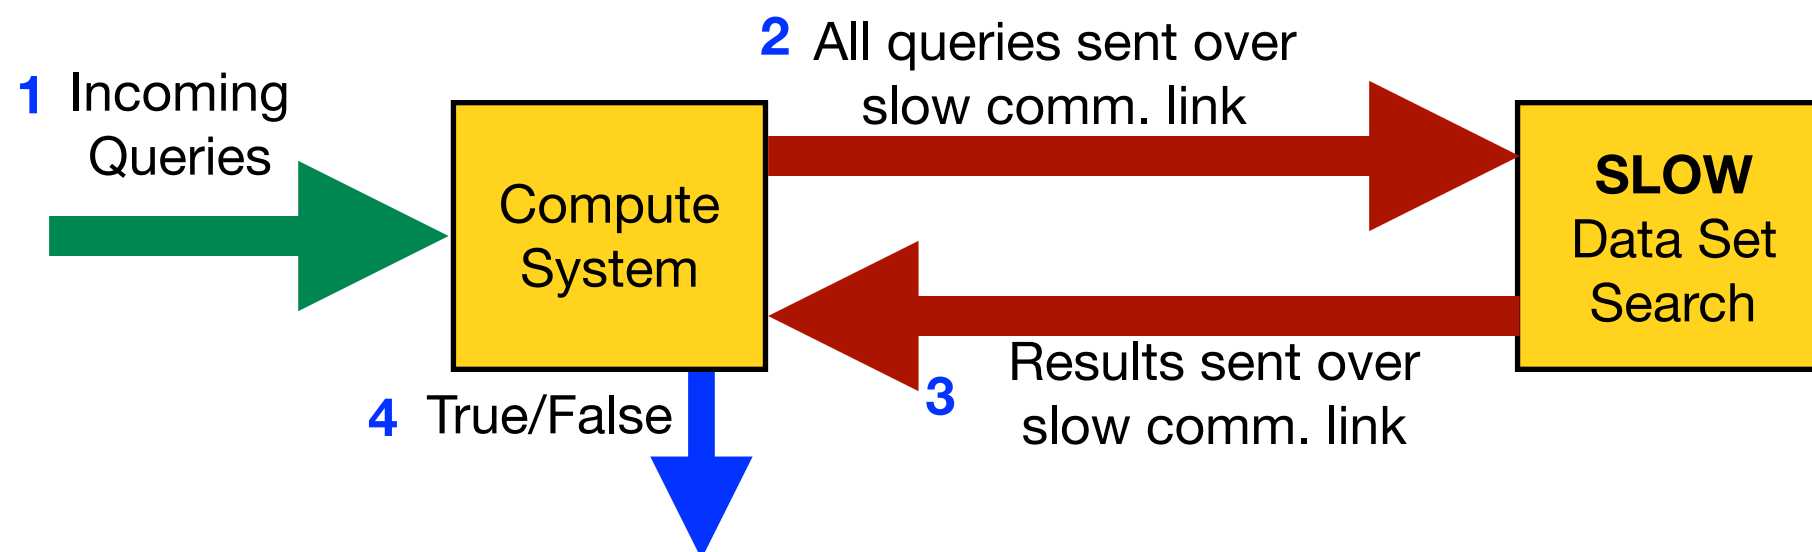 1 Incoming
Queries
2 All queries sent over
slow comm. link
Compute
System
SLOW
Data Set
Search
3 Results sent over
slow comm. link
4 True/False